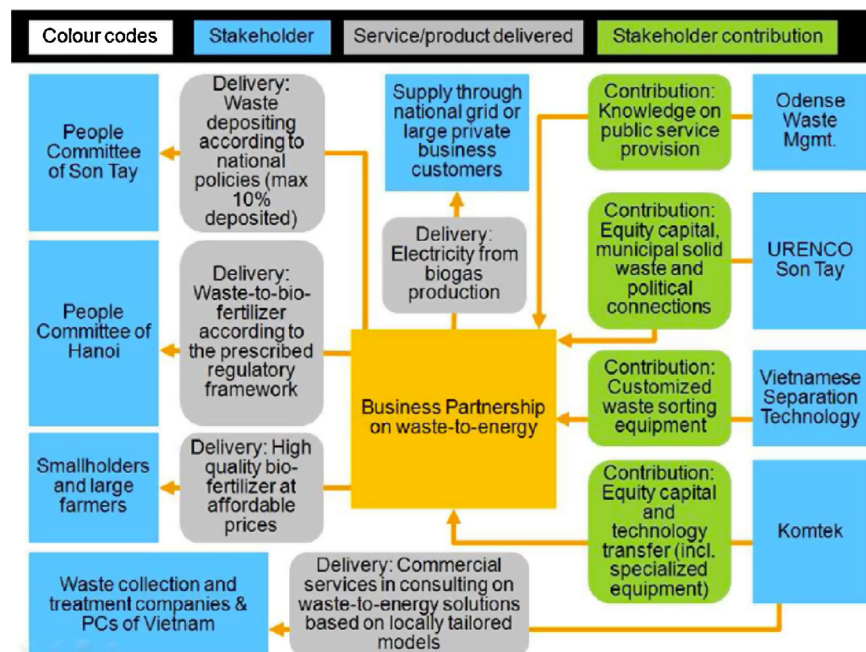 Colour codes
Stakeholder
Service/product delivered
Stakeholder contribution
People
Committee
of Son Tay
Delivery:
Waste
depositing
according to
national
policies (max
10%
deposited)
Supply through
national grid or
large private
business
customers
Contribution:
Knowledge on
public service
provision
Odense
Waste
Mgmt.
Delivery:
Electricity from
biogas
production
Contribution:
Equity capital,
municipal solid
waste and
political
connections
URENCO
Son Tay
People
Committee of
Hanoi
Delivery:
Waste-to-bio-
fertilizer
according to
the prescribed
regulatory
framework
Business Partnership
on waste-to-energy
Contribution:
Customized
waste sorting
equipment
Vietnamese
Separation
Technology
Smallholders
and large
farmers
Delivery: High
quality bio-
fertilizer at
affordable
prices
Contribution:
Equity capital
and
technology
transfer (incl.
specialized
equipment)
Komtek
Waste collection and
treatment companies &
PCs of Vietnam
Delivery: Commercial
services in consulting on
waste-to-energy solutions
based on locally tailored
models